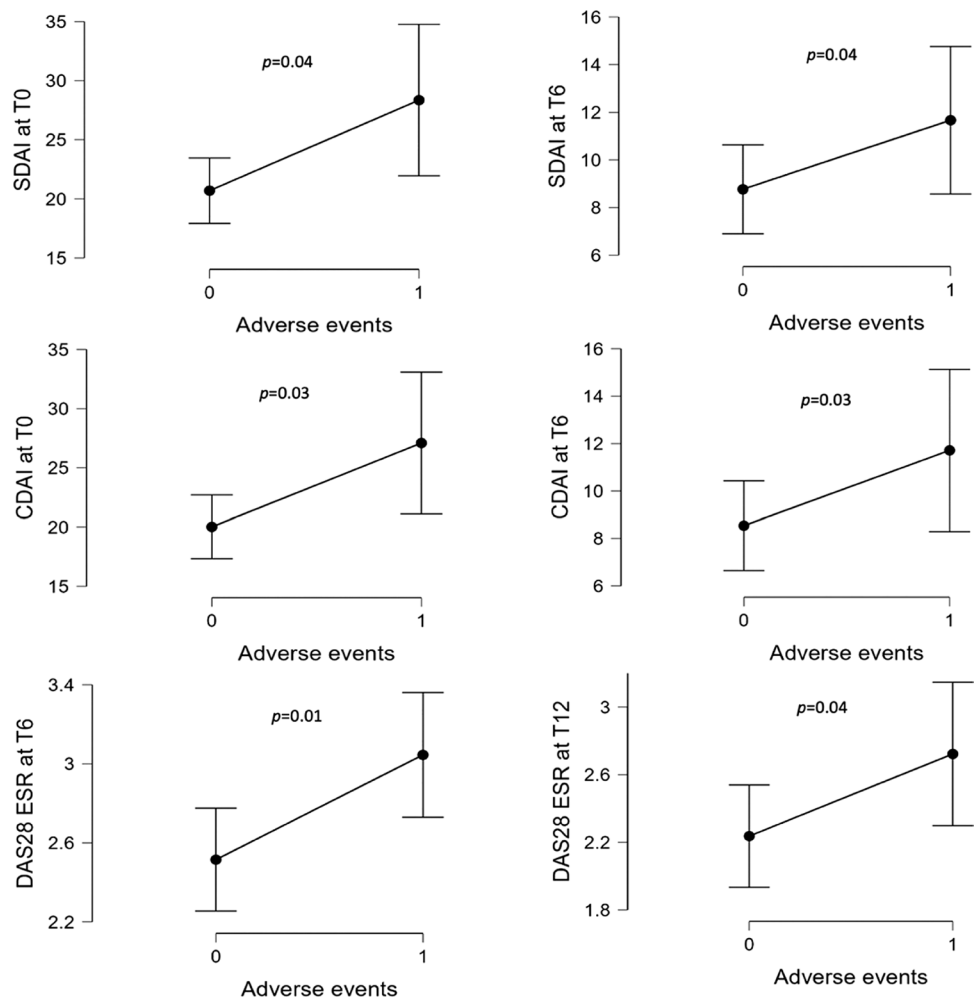 SDAI at T0
35
30
25
20
15
p=0.04
0 1
Adverse events
SDAI at T6
16
14
12
10
8
6
p=0.04
0 1
Adverse events
CDAI at T0
35
30
25
20
15
p=0.03
0 1
Adverse events
CDAI at T6
16
14
12
10
8
6
p=0.03
0 1
Adverse events
DAS28 ESR at T6
3.4
3
2.6
2.2
p=0.01
0 1
Adverse events
DAS28 ESR at T12
3
2.6
2.2
1.8
p=0.04
0 1
Adverse events